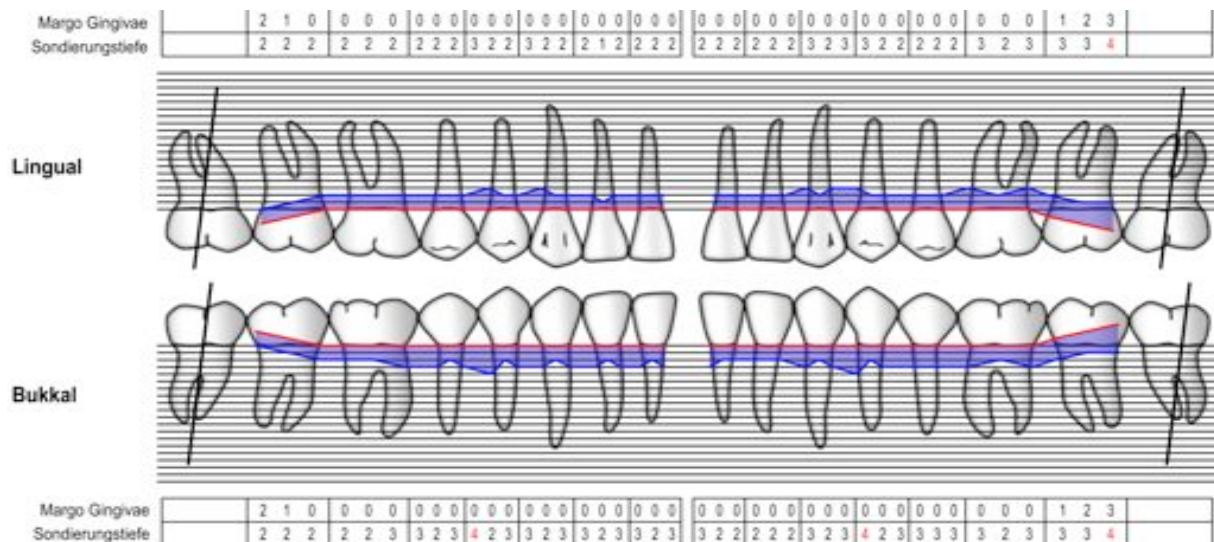 Margo Gingivae 2 1 0 0 0 0 0 0 0 0 0 0 0 0 0 0 0 0 0 0 0 0 0 0 0 0 0 0 0 0 0 0 0 0 0 0 0 0 0 1 2 3
Sondierungstiefe 2 2 2 2 2 2 2 2 2 3 2 2 3 2 2 2 1 2 2 2 2 2 2 2 2 2 2 3 2 3 3 2 2 2 2 2 3 2 3 3 3 4
Lingual
Bukkal
Margo Gingivae 2 1 0 0 0 0 0 0 0 0 0 0 0 0 0 0 0 0 0 0 0 0 0 0 0 0 0 0 0 0 0 0 0 0 0 0 0 0 0 1 2 3
Sondierungstiefe 2 2 2 2 2 3 3 2 3 4 2 3 3 2 3 3 2 3 3 2 3 3 2 2 2 2 2 3 2 3 4 2 3 3 3 3 3 2 3 3 3 4